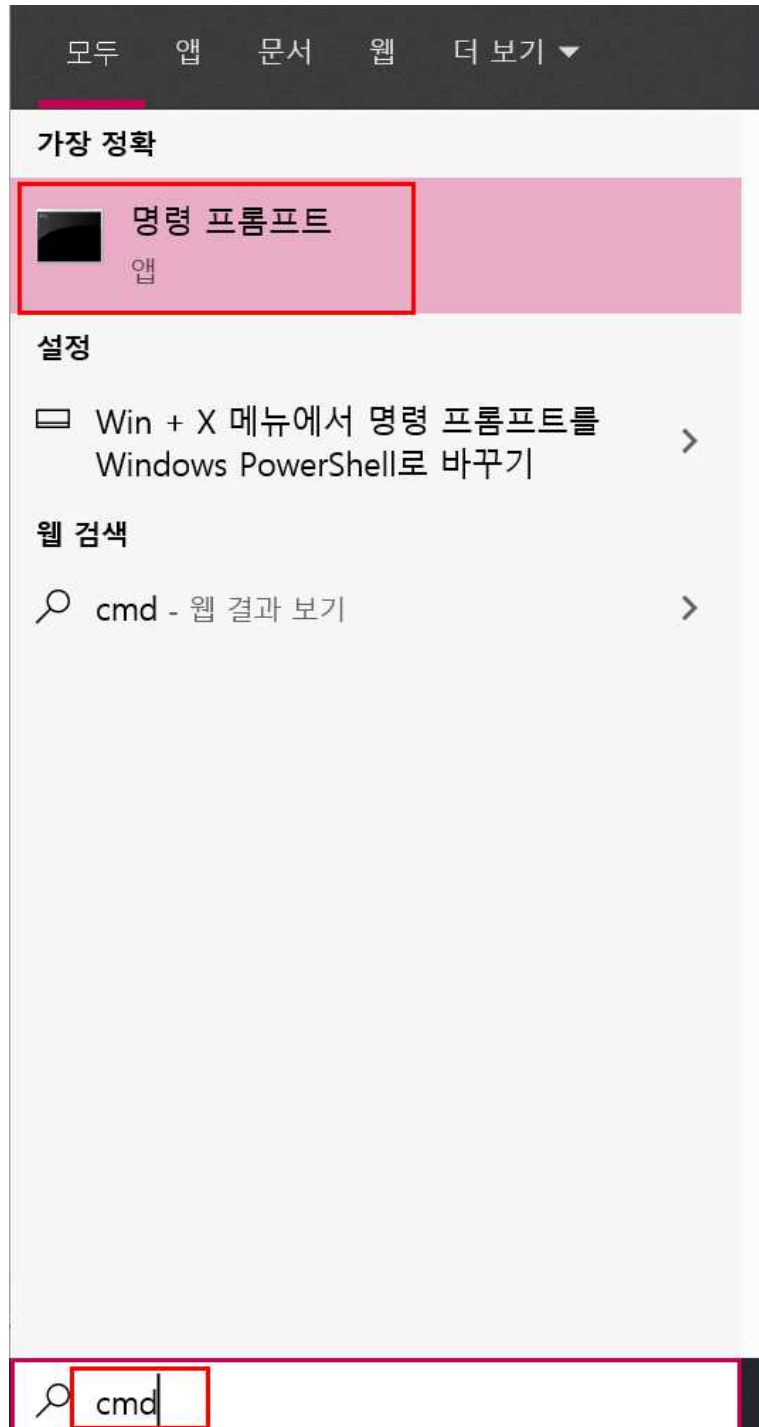 모두 앱 문서 웹 더 보기
가장 정확
명령 프롬프트
앱
설정
Win + X 메뉴에서 명령 프롬프트를
Windows PowerShell로 바꾸기
웹 검색
cmd - 웹 결과 보기
cmd